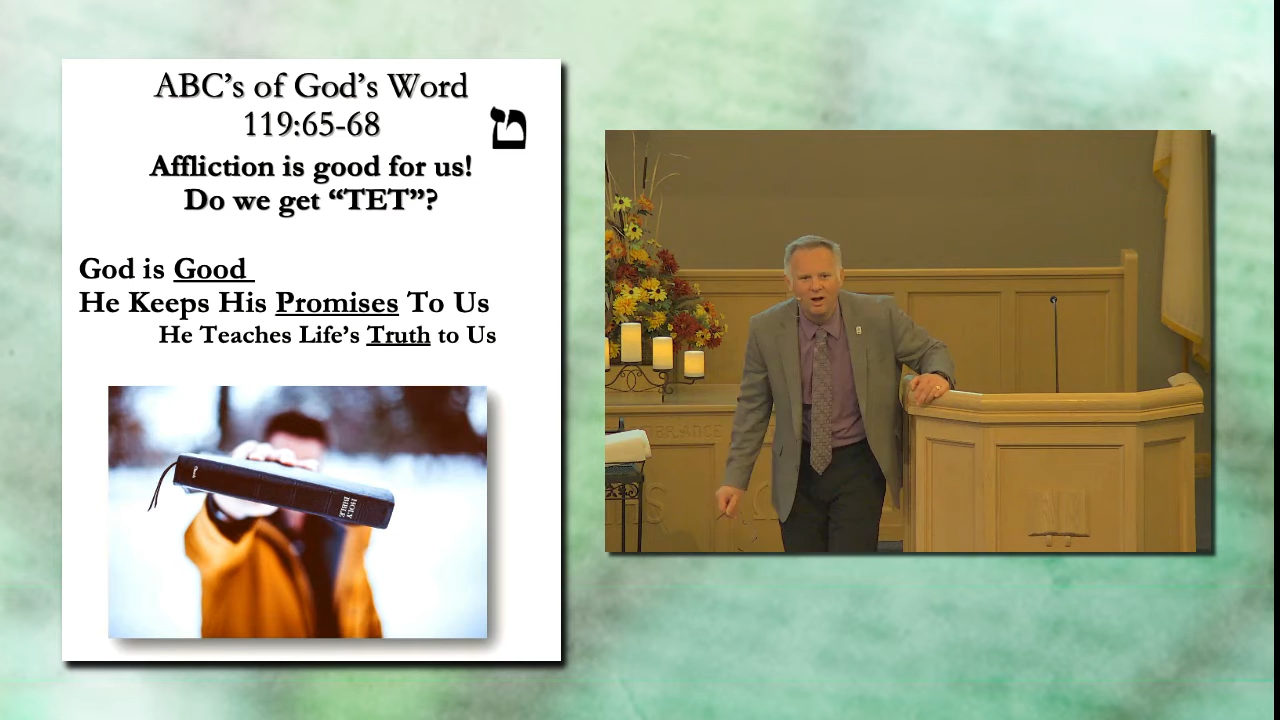 ABC’s of God’s Word
119:65-68
ט
Affliction is good for us!
Do we get “TET”?
God is Good
He Keeps His Promises To Us
He Teaches Life’s Truth to Us
HOLY
BIBLE